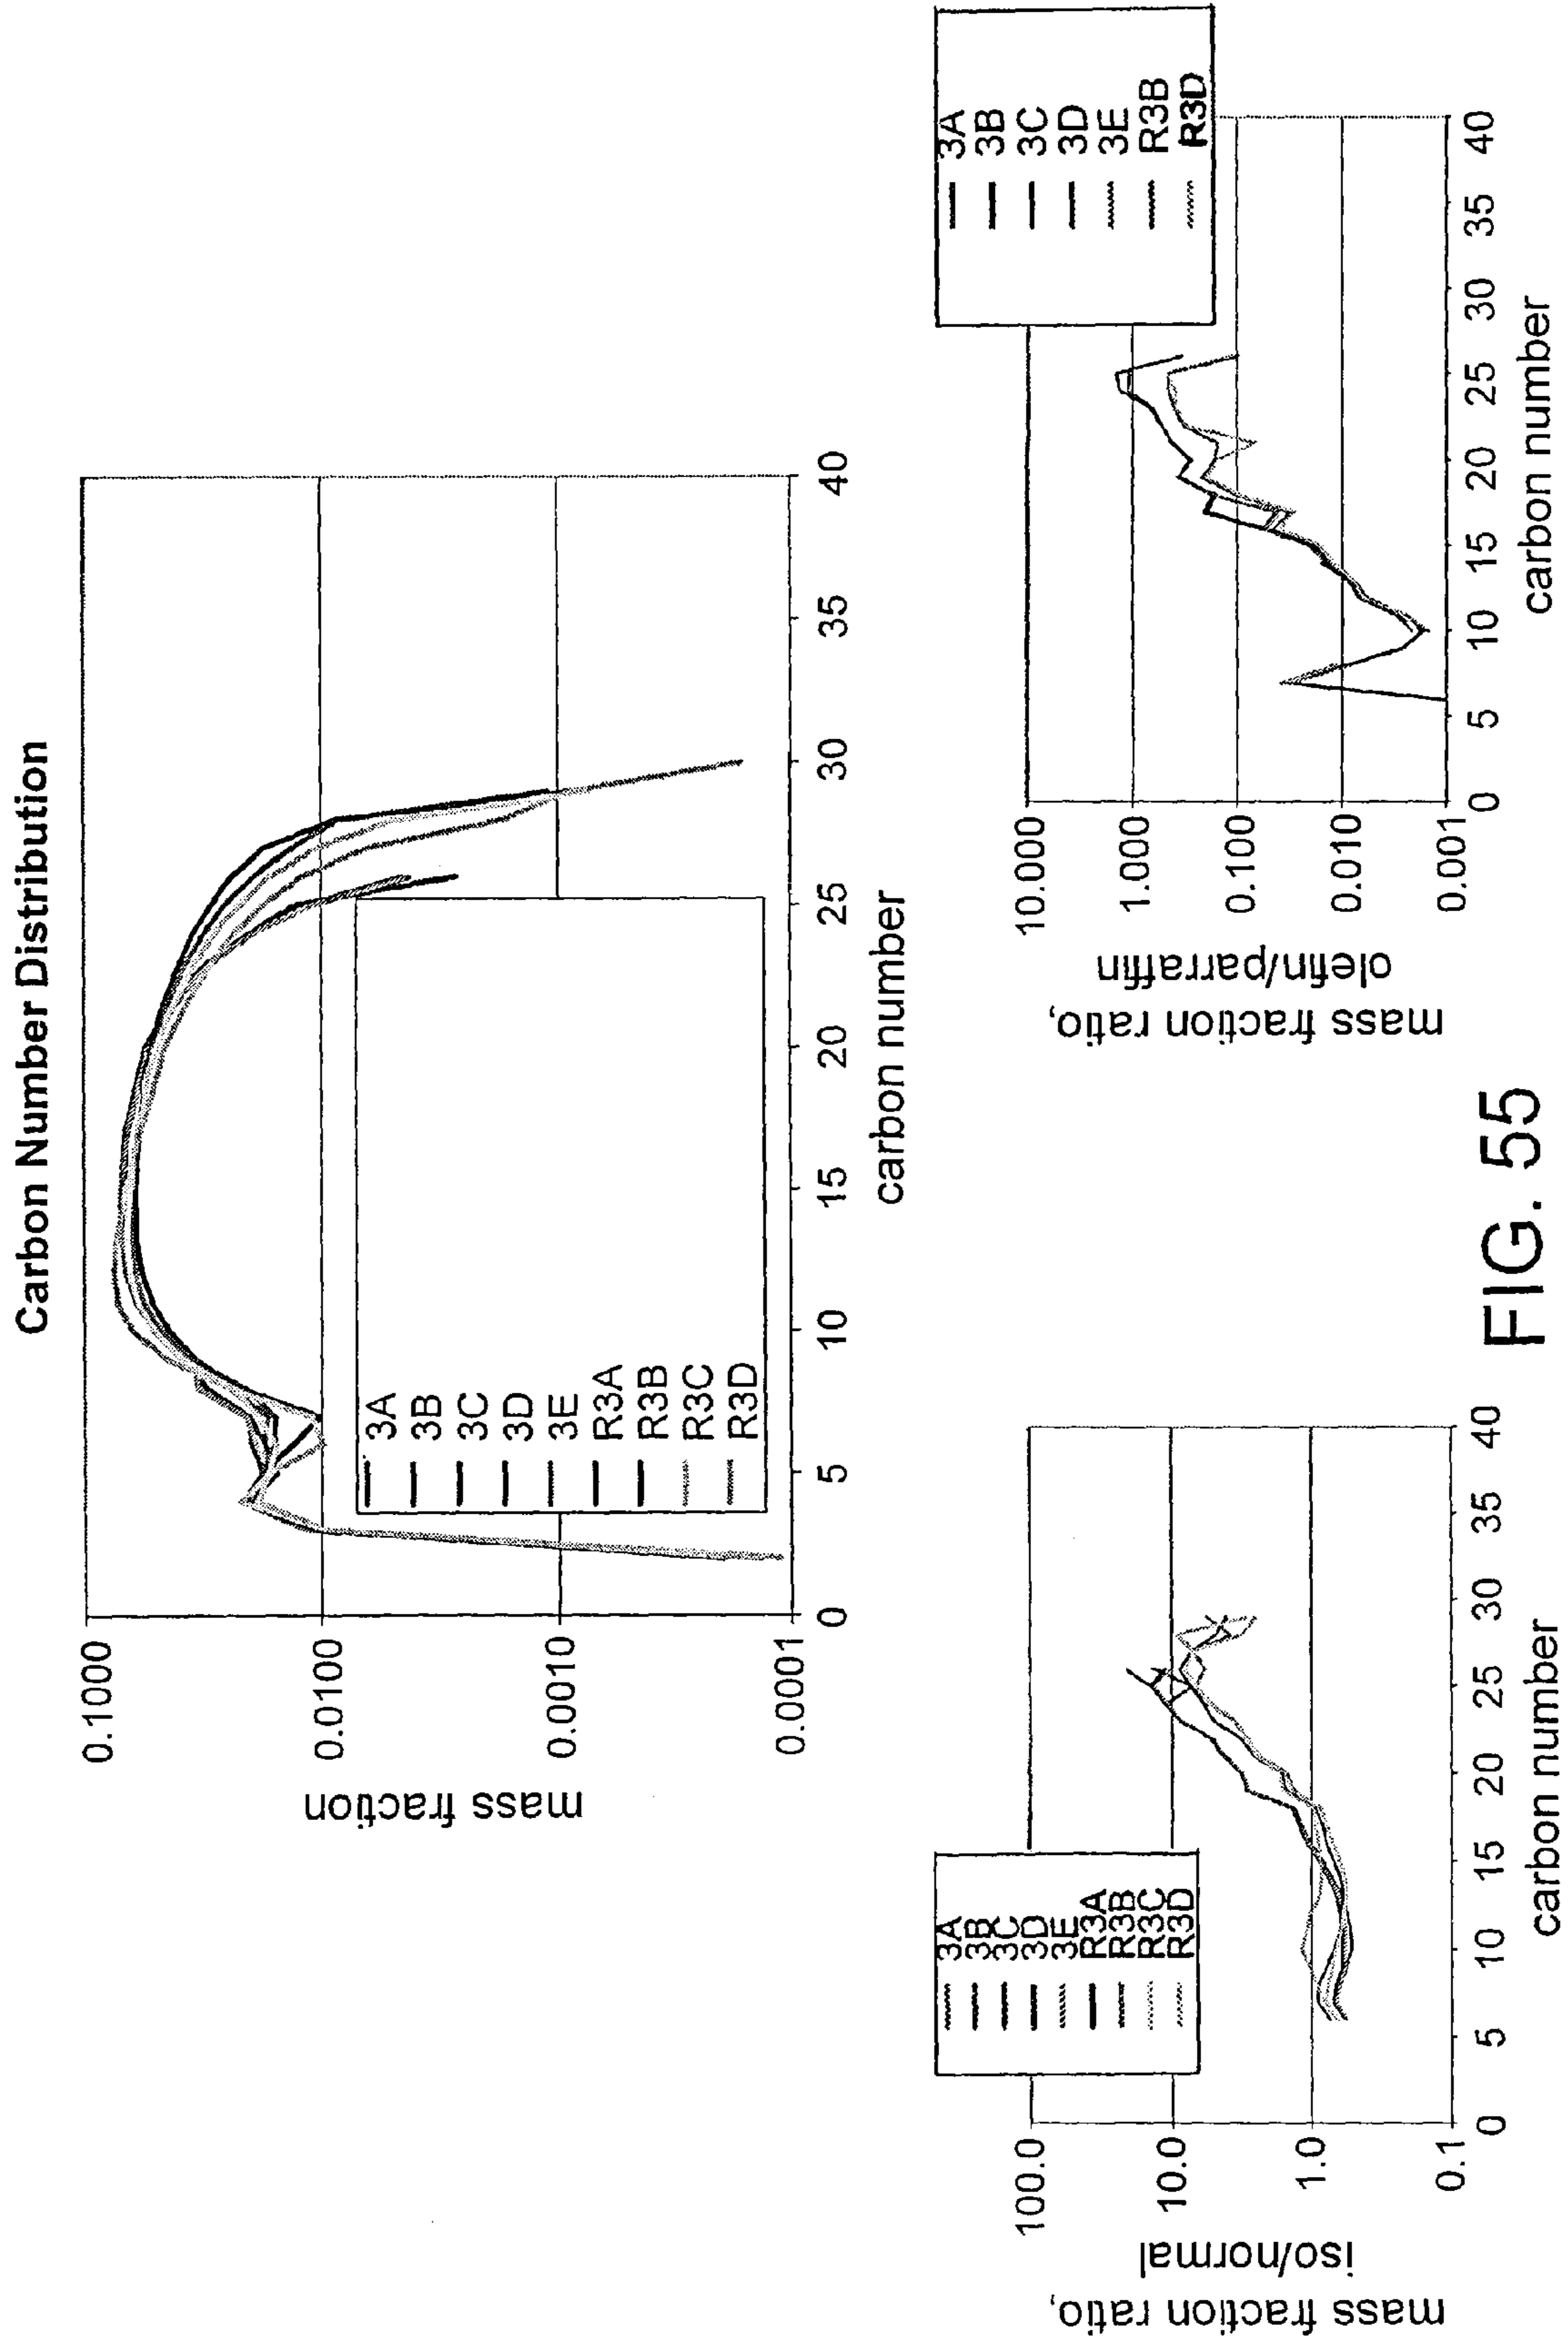 Carbon Number Distribution
mass fraction
0.1000
0.0100
0.0010
0.0001
3A
3B
3C
3D
3E
R3A
R3B
R3C
R3D
0 5 10 15 20 25 30 35 40
carbon number
mass fraction ratio,
iso/normal
100.0
10.0
1.0
0.1
3A
3B
3C
3D
3E
R3A
R3B
R3C
R3D
0 5 10 15 20 25 30 35 40
carbon number
mass fraction ratio,
olefin/parraffin
10.000
1.000
0.100
0.010
0.001
3A
3B
3C
3D
3E
R3B
R3D
0 5 10 15 20 25 30 35 40
carbon number
FIG. 55